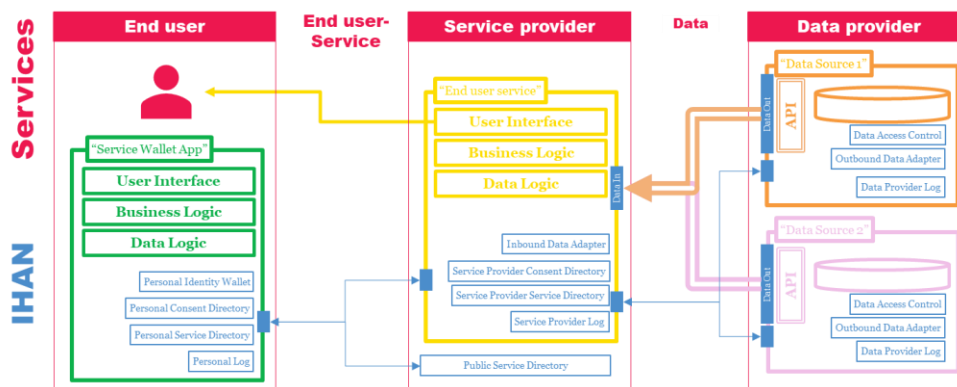 Services
IHAN
End user
End user-
Service
Service provider
Data
Data provider
"Service Wallet App"
User Interface
Business Logic
Data Logic
Personal Identity Wallet
Personal Consent Directory
Personal Service Directory
Personal Log
"End user service"
User Interface
Business Logic
Data Logic
Data In
Inbound Data Adapter
Service Provider Consent Directory
Service Provider Service Directory
Service Provider Log
Public Service Directory
"Data Source 1"
Data Out
API
Data Access Control
Outbound Data Adapter
Data Provider Log
"Data Source 2"
Data Out
API
Data Access Control
Outbound Data Adapter
Data Provider Log